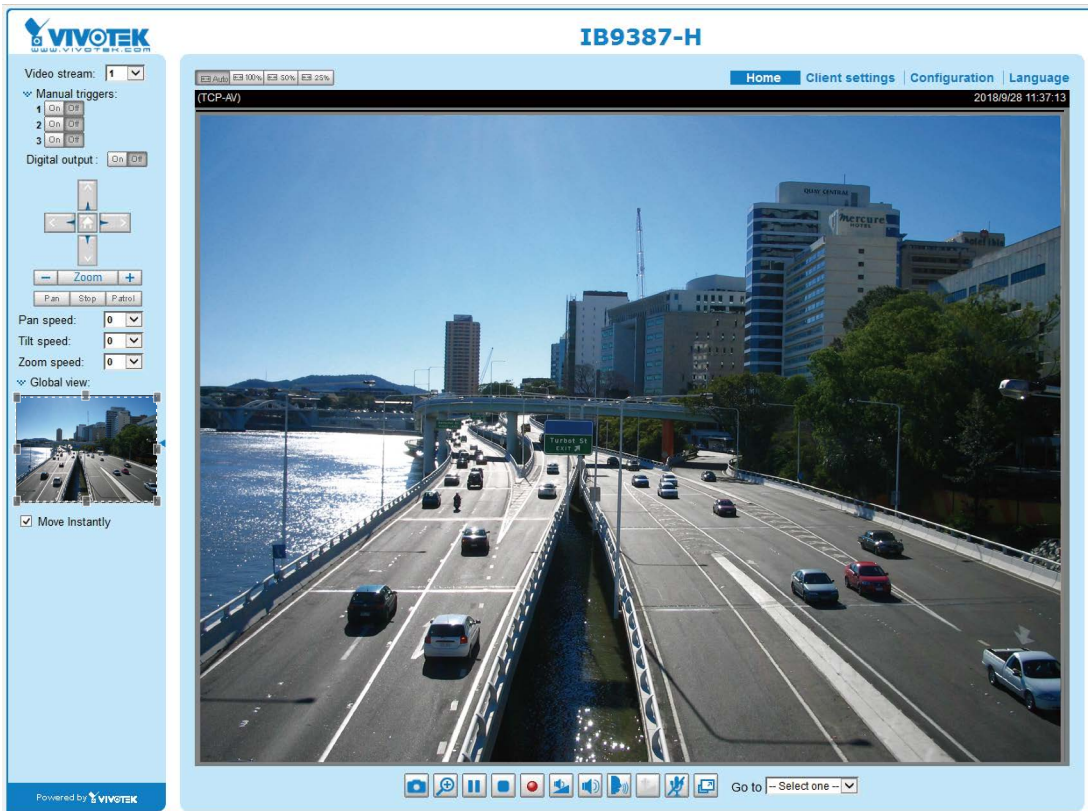 VIVOTEK
WWW.VIVOTEK.COM
IB9387-H
Video stream: 1
Manual triggers:
1 On Off
2 On Off
3 On Off
Digital output : On Off
Zoom
Pan Stop Patrol
Pan speed: 0
Tilt speed: 0
Zoom speed: 0
Global view:
Move Instantly
Powered by VIVOTEK
Auto 100% 50% 25%
Home Client settings Configuration Language
(TCP-AV) 2018/9/28 11:37:13
QUAY CENTRAL
Mercure
HOTEL
Turbot St
EXIT
Go to -- Select one --